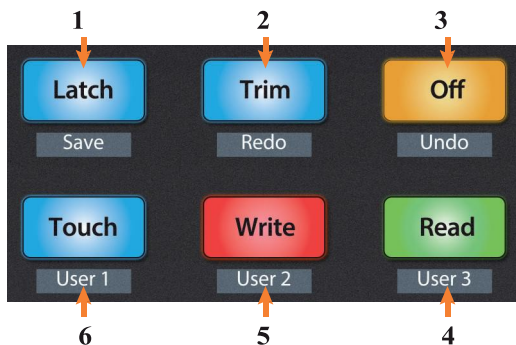 1 2 3
Latch Trim Off
Save Redo Undo
Touch Write Read
User 1 User 2 User 3
6 5 4